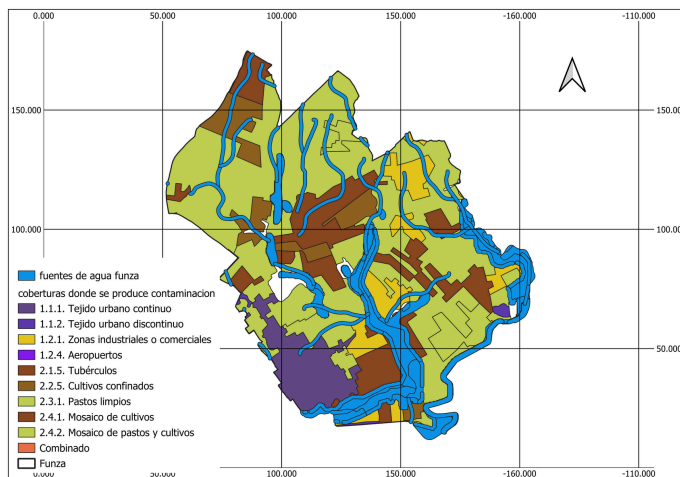 0.000 50.000 100.000 150.000 -160.000 -110.000
150.000 150.000
100.000 100.000
50.000 50.000
fuentes de agua funza
coberturas donde se produce contaminacion
1.1.1. Tejido urbano continuo
1.1.2. Tejido urbano discontinuo
1.2.1. Zonas industriales o comerciales
1.2.4. Aeropuertos
2.1.5. Tubérculos
2.2.5. Cultivos confinados
2.3.1. Pastos limpios
2.4.1. Mosaico de cultivos
2.4.2. Mosaico de pastos y cultivos
Combinado
Funza
0.000 50.000 100.000 150.000 -160.000 -110.000